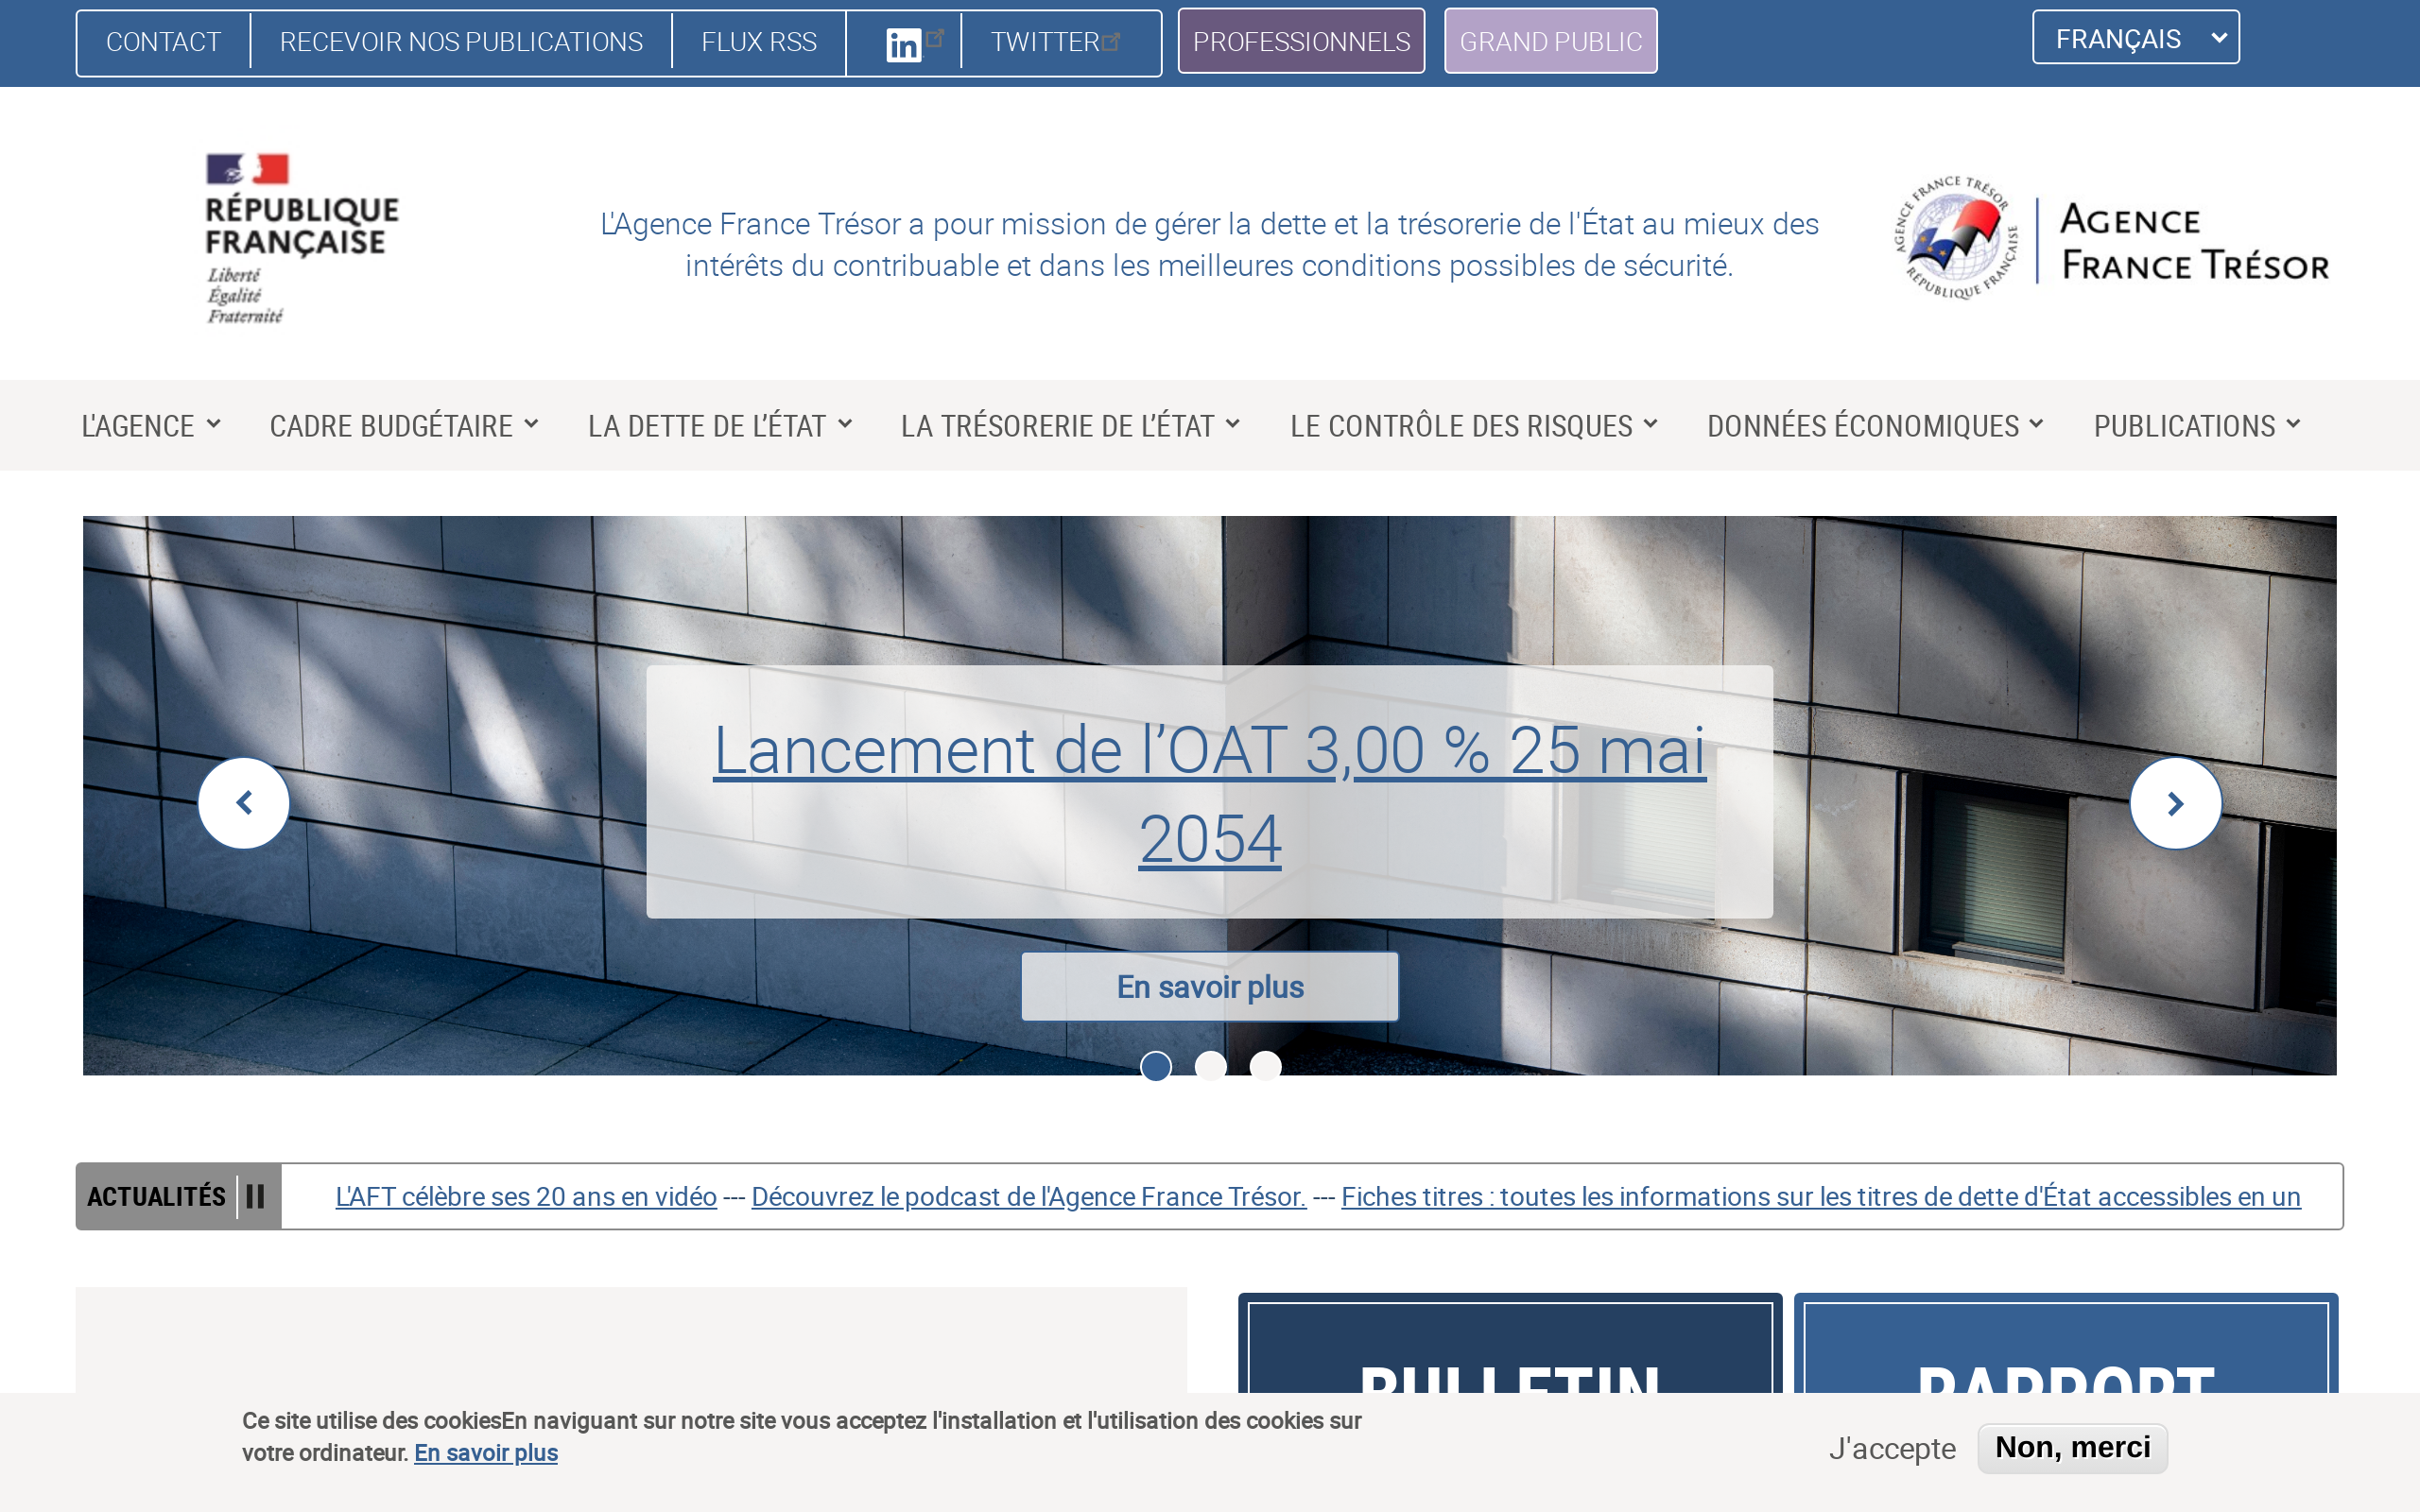 CONTACT
RECEVOIR NOS PUBLICATIONS
FLUX RSS
in
TWITTER
PROFESSIONNELS
GRAND PUBLIC
FRANÇAIS
RÉPUBLIQUE
FRANÇAISE
Liberté
Égalité
Fraternité
L'Agence France Trésor a pour mission de gérer la dette et la trésorerie de l'État au mieux des
intérêts du contribuable et dans les meilleures conditions possibles de sécurité.
AGENCE FRANCE TRÉSOR
RÉPUBLIQUE FRANÇAISE
AGENCE
FRANCE TRÉSOR
L'AGENCE
CADRE BUDGÉTAIRE
LA DETTE DE L’ÉTAT
LA TRÉSORERIE DE L’ÉTAT
LE CONTRÔLE DES RISQUES
DONNÉES ÉCONOMIQUES
PUBLICATIONS
Lancement de l’OAT 3,00 % 25 mai
2054
En savoir plus
ACTUALITÉS
L'AFT célèbre ses 20 ans en vidéo --- Découvrez le podcast de l'Agence France Trésor. --- Fiches titres : toutes les informations sur les titres de dette d'État accessibles en un
BULLETIN
RAPPORT
Ce site utilise des cookiesEn naviguant sur notre site vous acceptez l'installation et l'utilisation des cookies sur
votre ordinateur. En savoir plus
J'accepte
Non, merci